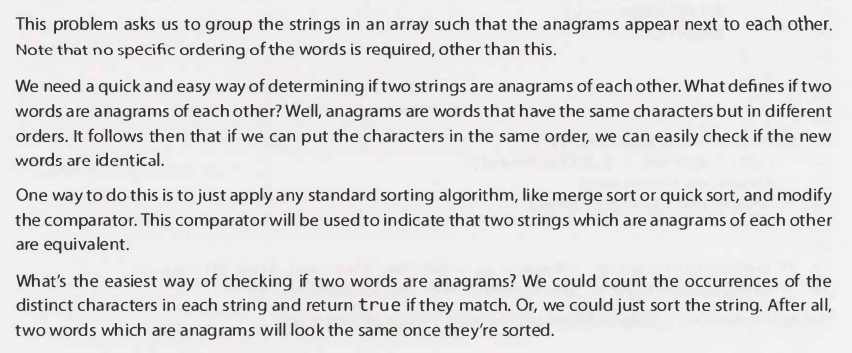 This problem asks us to group the strings in an array such that the anagrams appear next to each other.
Note that no specific ordering of the words is required, other than this.
We need a quick and easy way of determining if two strings are anagrams of each other. What defines if two
words are anagrams of each other? Well, anagrams are words that have the same characters but in different
orders. It follows then that if we can put the characters in the same order, we can easily check if the new
words are identical.
One way to do this is to just apply any standard sorting algorithm, like merge sort or quick sort, and modify
the comparator. This comparator will be used to indicate that two strings which are anagrams of each other
are equivalent.
What's the easiest way of checking if two words are anagrams? We could count the occurrences of the
distinct characters in each string and return true if they match. Or, we could just sort the string. After all,
two words which are anagrams will look the same once they're sorted.